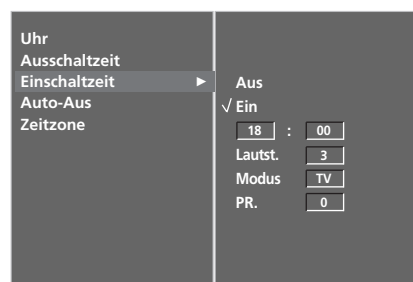 Uhr
Ausschaltzeit
Einschaltzeit ►
Auto-Aus
Zeitzone
Aus
√ Ein
18 : 00
Lautst. 3
Modus TV
PR. 0